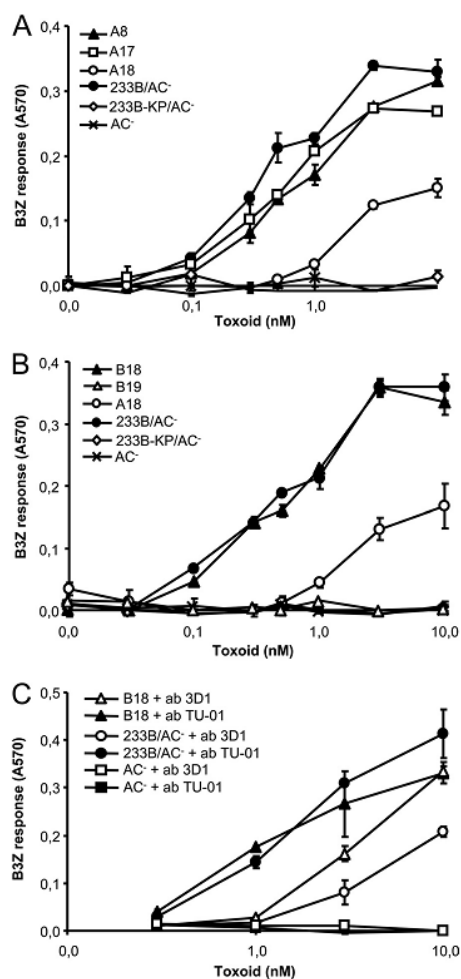 A
A8
A17
A18
233B/AC⁻
233B-KP/AC⁻
AC⁻
B3Z response (A570)
0,4
0,3
0,2
0,1
0,0
0,0 0,1 1,0
Toxoid (nM)
B
B18
B19
A18
233B/AC⁻
233B-KP/AC⁻
AC⁻
B3Z response (A570)
0,4
0,3
0,2
0,1
0,0
0,0 0,1 1,0 10,0
Toxoid (nM)
C
B18 + ab 3D1
B18 + ab TU-01
233B/AC⁻ + ab 3D1
233B/AC⁻ + ab TU-01
AC⁻ + ab 3D1
AC⁻ + ab TU-01
B3Z response (A570)
0,5
0,4
0,3
0,2
0,1
0,0
0,0 1,0 10,0
Toxoid (nM)